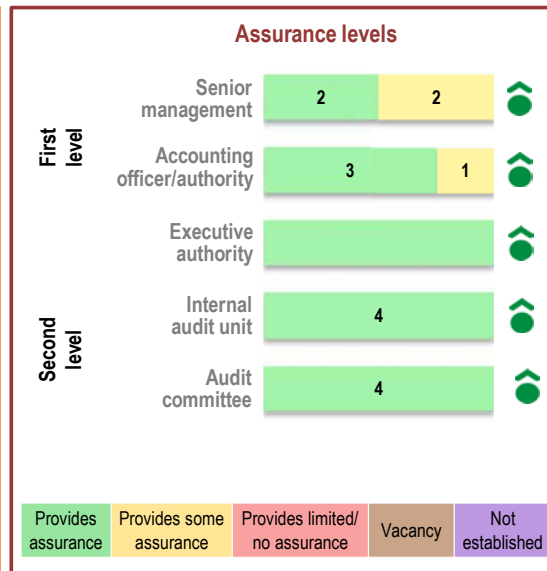 Assurance levels
First
level
Senior
management
2
2
Accounting
officer/authority
3
1
Executive
authority
Second
level
Internal
audit unit
4
Audit
committee
4
Provides
assurance
Provides some
assurance
Provides limited/
no assurance
Vacancy
Not
established